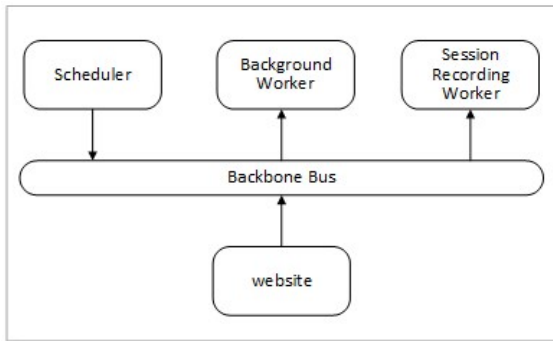 Scheduler
Background
Worker
Session
Recording
Worker
Backbone Bus
website